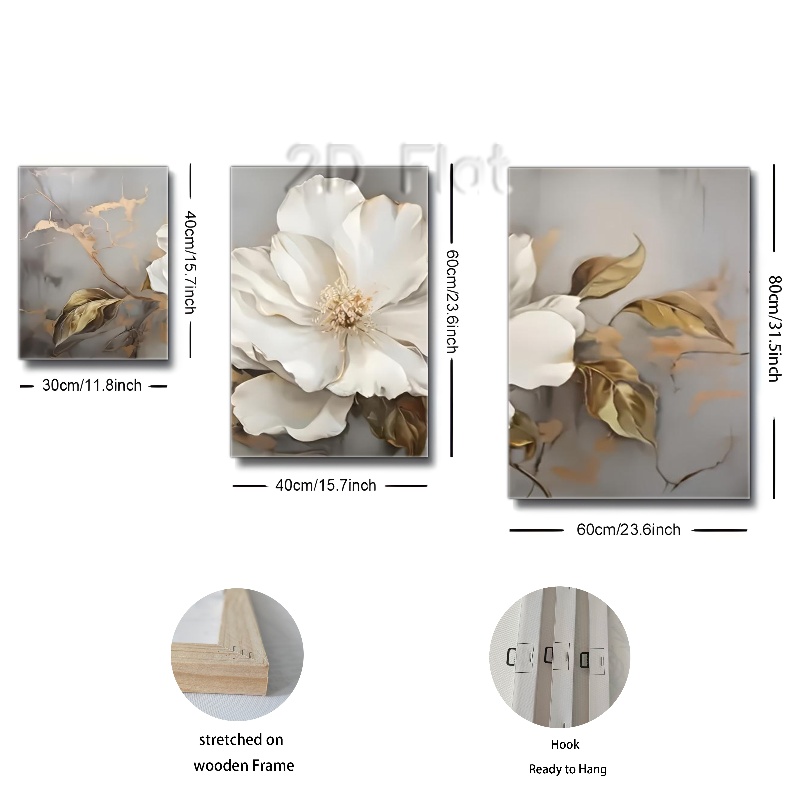 2D Flat
40cm/15.7inch
30cm/11.8inch
60cm/23.6inch
40cm/15.7inch
80cm/31.5inch
60cm/23.6inch
stretched on
wooden Frame
Hook
Ready to Hang